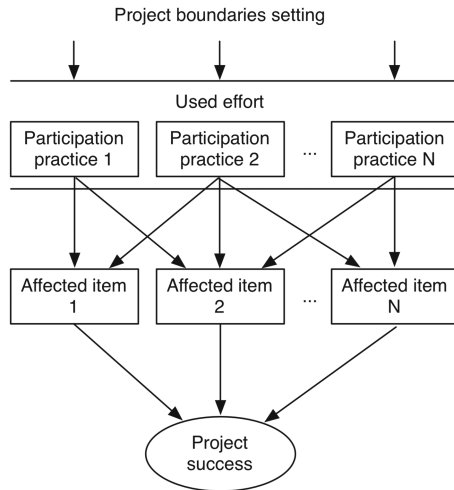 Project boundaries setting
Used effort
Participation
practice 1
Participation
practice 2
...
Participation
practice N
Affected item
1
Affected item
2
...
Affected item
N
Project
success